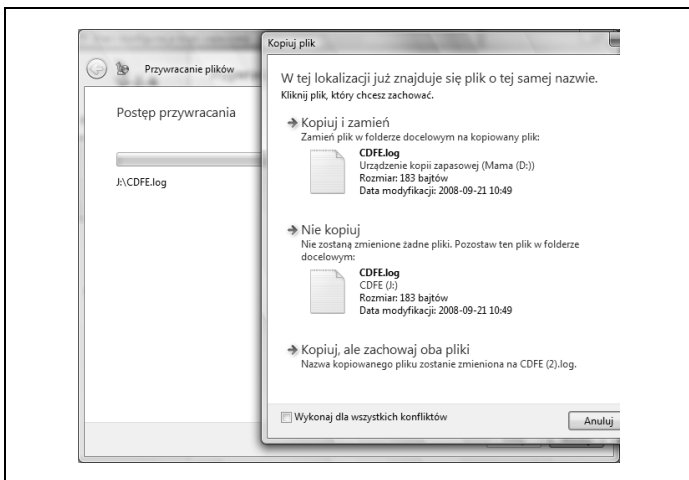 Przywracanie plików
Postęp przywracania
J:\CDFE.log
Kopiuj plik
W tej lokalizacji już znajduje się plik o tej samej nazwie.
Kliknij plik, który chcesz zachować.
Kopiuj i zamień
Zamień plik w folderze docelowym na kopiowany plik:
CDFE.log
Urządzenie kopii zapasowej (Mama (D:))
Rozmiar: 183 bajtów
Data modyfikacji: 2008-09-21 10:49
Nie kopiuj
Nie zostaną zmienione żadne pliki. Pozostaw ten plik w folderze
docelowym:
CDFE.log
CDFE (J:)
Rozmiar: 183 bajtów
Data modyfikacji: 2008-09-21 10:49
Kopiuj, ale zachowaj oba pliki
Nazwa kopiowanego pliku zostanie zmieniona na CDFE (2).log.
Wykonaj dla wszystkich konfliktów
Anuluj